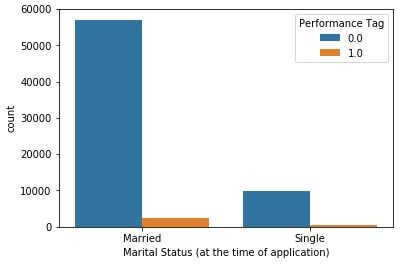 60000
50000
40000
30000
20000
10000
0
count
Performance Tag
0.0
1.0
Married
Single
Marital Status (at the time of application)